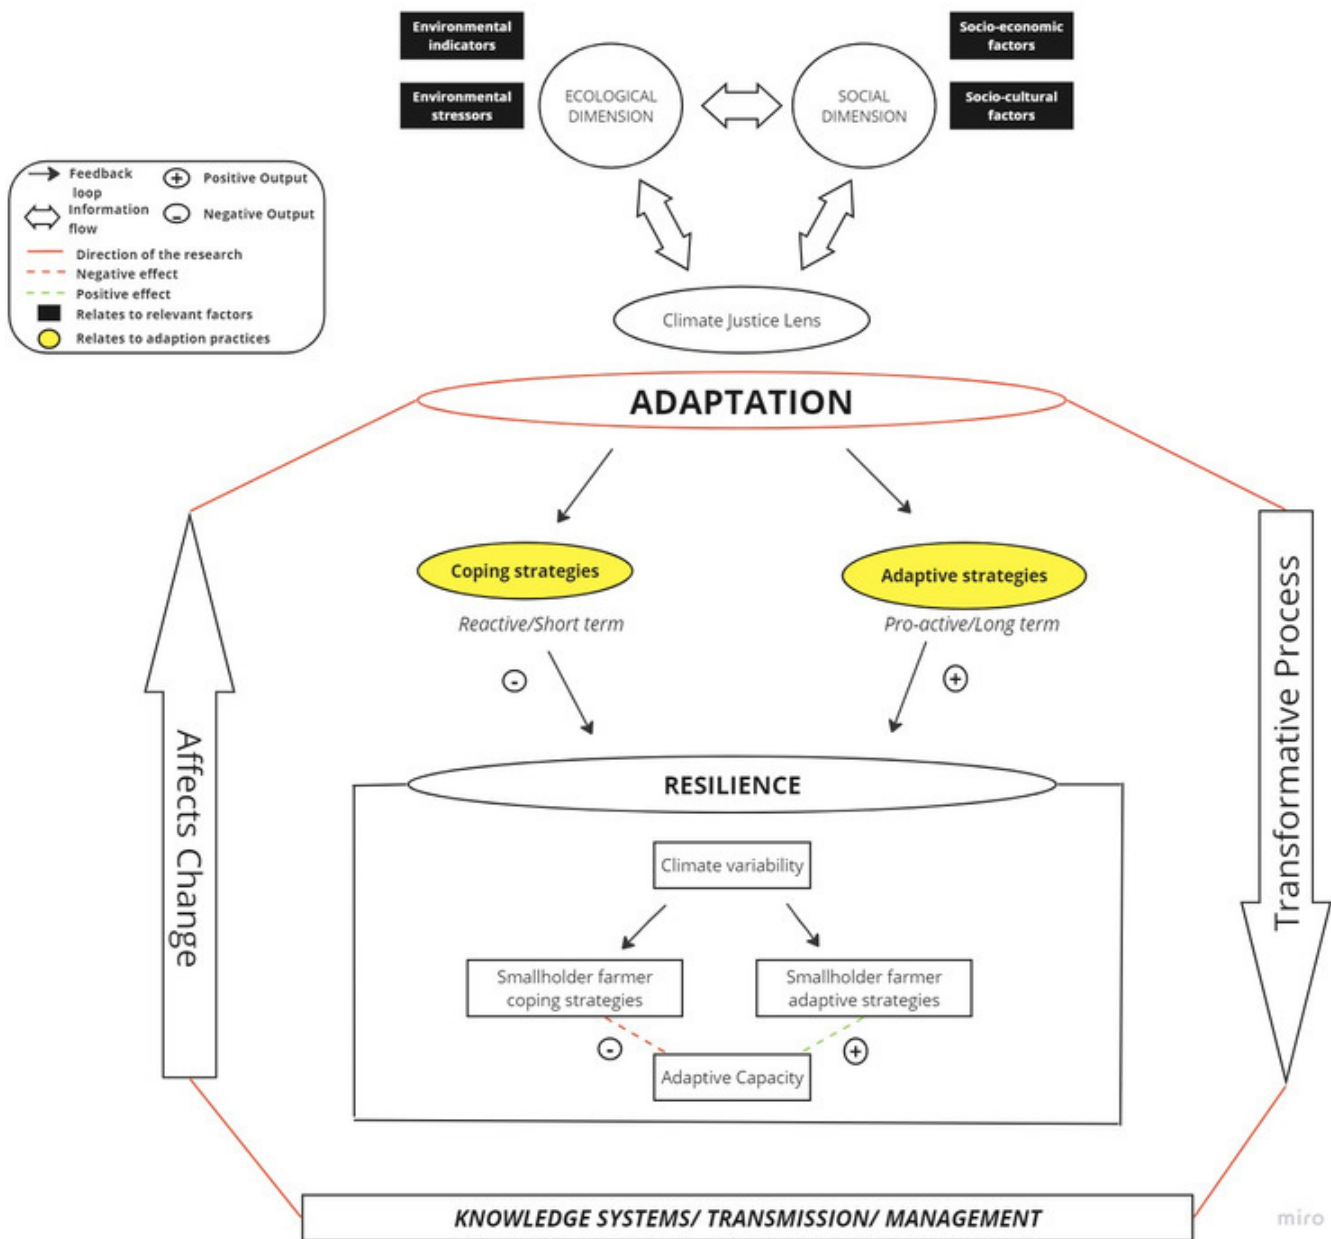 Environmental
indicators
Environmental
stressors
ECOLOGICAL
DIMENSION
SOCIAL
DIMENSION
Socio-economic
factors
Socio-cultural
factors
Feedback
loop
+ Positive Output
Information
flow
- Negative Output
Direction of the research
Negative effect
Positive effect
Relates to relevant factors
Relates to adaption practices
Climate Justice Lens
ADAPTATION
Coping strategies
Reactive/Short term
-
Adaptive strategies
Pro-active/Long term
+
Affects Change
Transformative Process
RESILIENCE
Climate variability
Smallholder farmer
coping strategies
Smallholder farmer
adaptive strategies
-
+
Adaptive Capacity
KNOWLEDGE SYSTEMS/ TRANSMISSION/ MANAGEMENT
miro